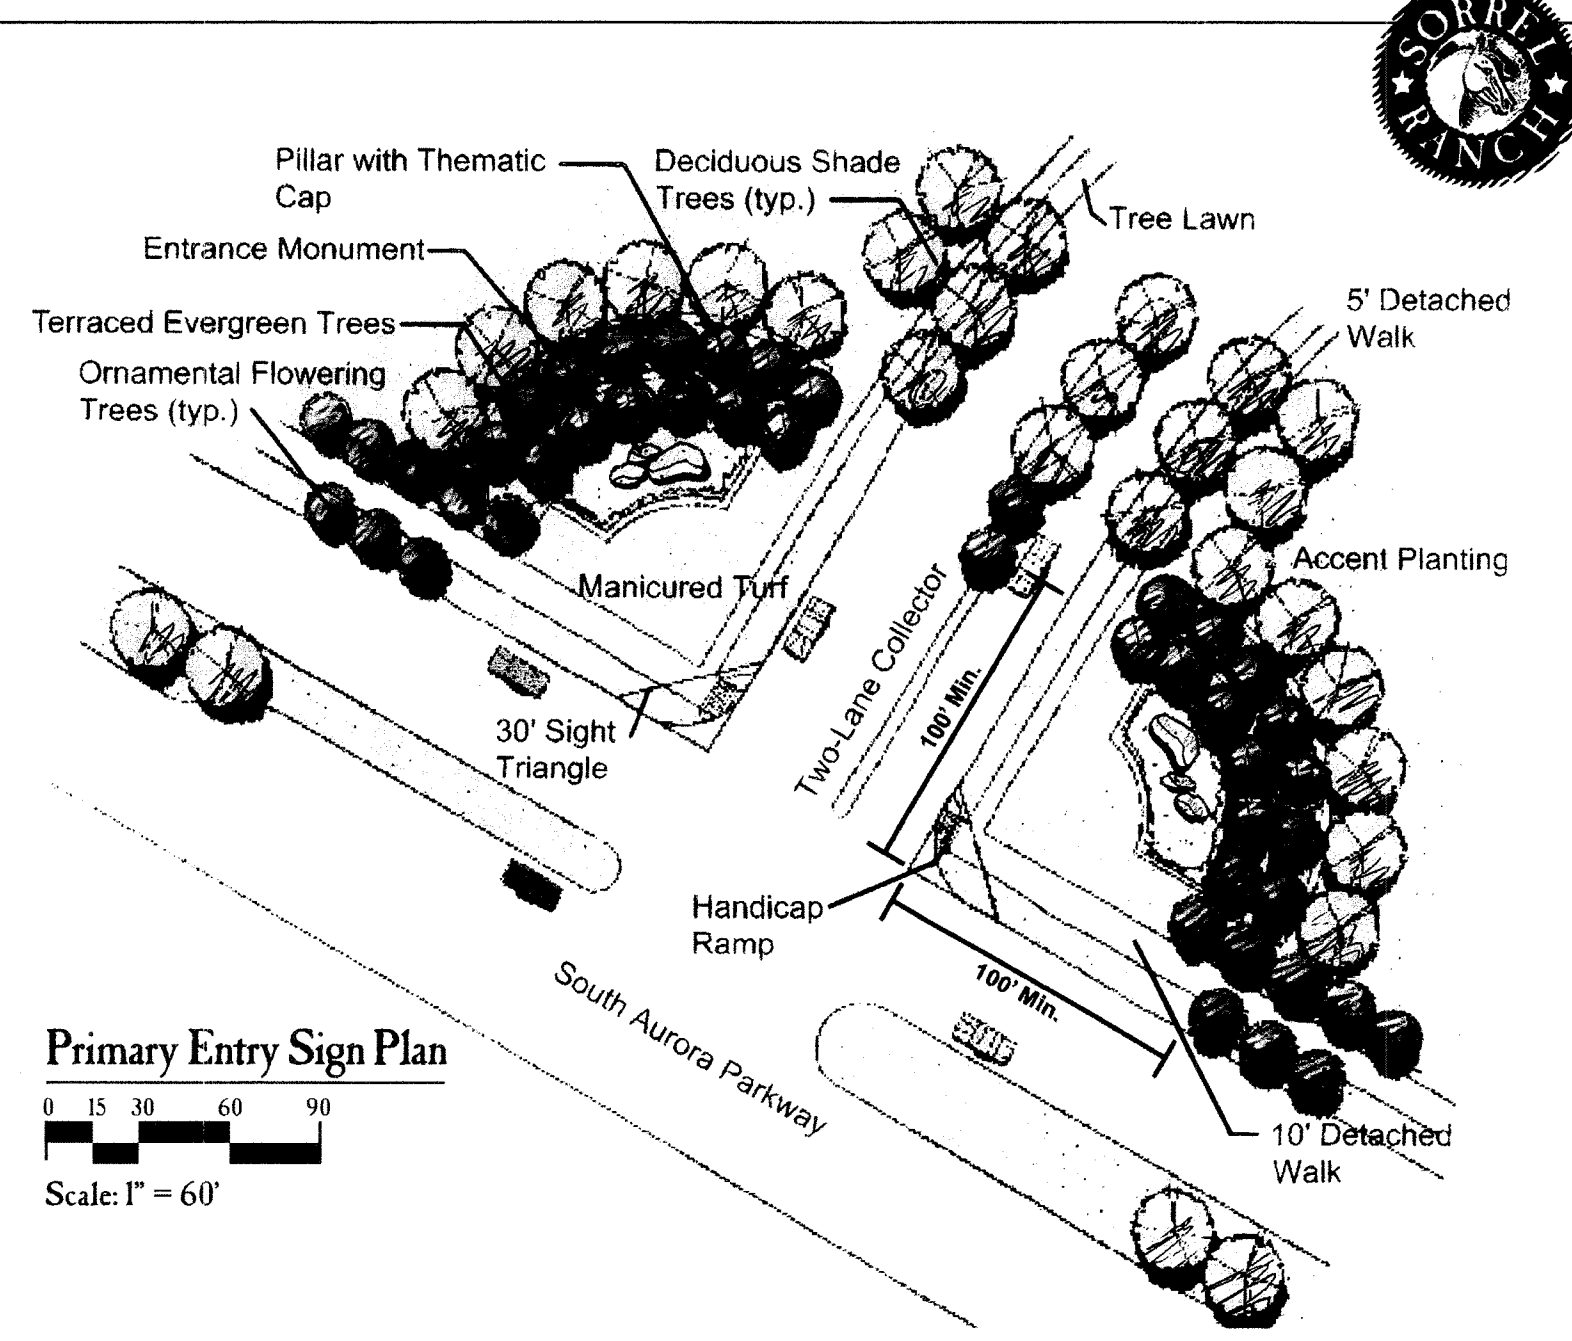 SORREL
RANCH
Pillar with Thematic
Cap
Deciduous Shade
Trees (typ.)
Tree Lawn
Entrance Monument
5' Detached
Walk
Terraced Evergreen Trees
Ornamental Flowering
Trees (typ.)
Accent Planting
Manicured Turf
Two-Lane Collector
100' Min.
30' Sight
Triangle
Handicap
Ramp
100' Min.
South Aurora Parkway
10' Detached
Walk
Primary Entry Sign Plan
0 15 30 60 90
Scale: 1" = 60'